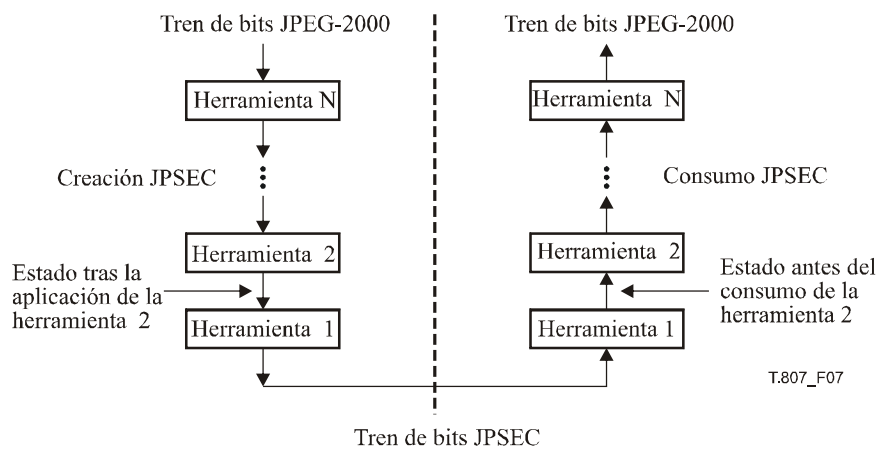 Tren de bits JPEG-2000
Herramienta N
Creación JPSEC
Herramienta 2
Estado tras la
aplicación de la
herramienta 2
Herramienta 1
Tren de bits JPEG-2000
Herramienta N
Consumo JPSEC
Herramienta 2
Estado antes del
consumo de la
herramienta 2
Herramienta 1
T.807_F07
Tren de bits JPSEC